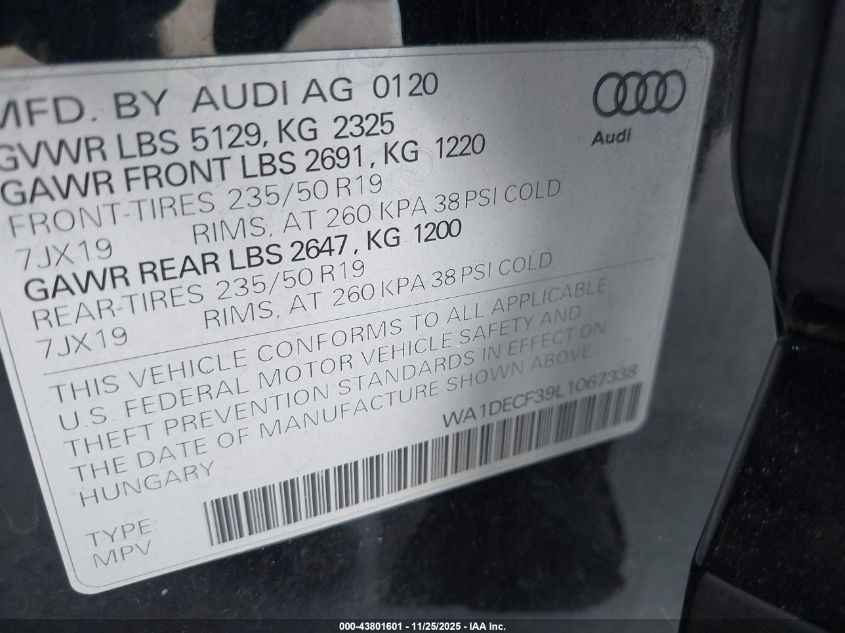 MFD. BY AUDI AG 0120
GVWR LBS 5129, KG 2325
GAWR FRONT LBS 2691, KG 1220
FRONT-TIRES 235/50 R19
7JX19 RIMS, AT 260 KPA 38 PSI COLD
GAWR REAR LBS 2647, KG 1200
REAR-TIRES 235/50 R19
7JX19 RIMS, AT 260 KPA 38 PSI COLD
Audi
THIS VEHICLE CONFORMS TO ALL APPLICABLE
U.S. FEDERAL MOTOR VEHICLE SAFETY AND
THEFT PREVENTION STANDARDS IN EFFECT ON
THE DATE OF MANUFACTURE SHOWN ABOVE.
HUNGARY WA1DECF39L1067338
TYPE:
MPV
000-43801601 - 11/25/2025 - IAA Inc.